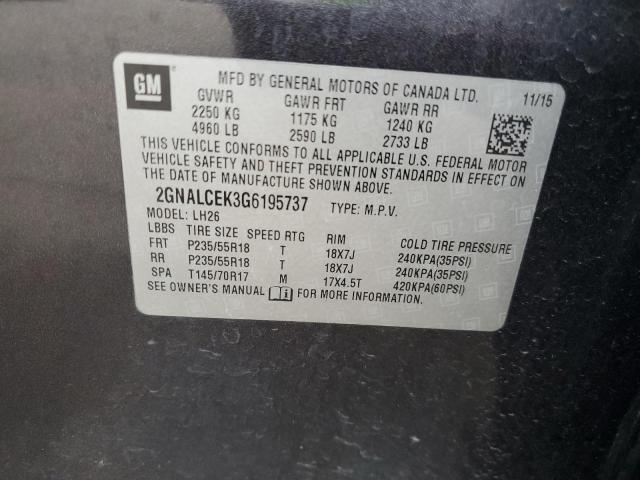 GM
MFD BY GENERAL MOTORS OF CANADA LTD. 11/15
GVWR GAWR FRT GAWR RR
2250 KG 1175 KG 1240 KG
4960 LB 2590 LB 2733 LB
THIS VEHICLE CONFORMS TO ALL APPLICABLE U.S. FEDERAL MOTOR
VEHICLE SAFETY AND THEFT PREVENTION STANDARDS IN EFFECT ON
THE DATE OF MANUFACTURE SHOWN ABOVE.
2GNALCEK3G6195737 TYPE: M.P.V.
MODEL: LH26
LBBS TIRE SIZE SPEED RTG RIM COLD TIRE PRESSURE
FRT P235/55R18 T 18X7J 240KPA(35PSI)
RR P235/55R18 T 18X7J 240KPA(35PSI)
SPA T145/70R17 M 17X4.5T 420KPA(60PSI)
SEE OWNER'S MANUAL FOR MORE INFORMATION.